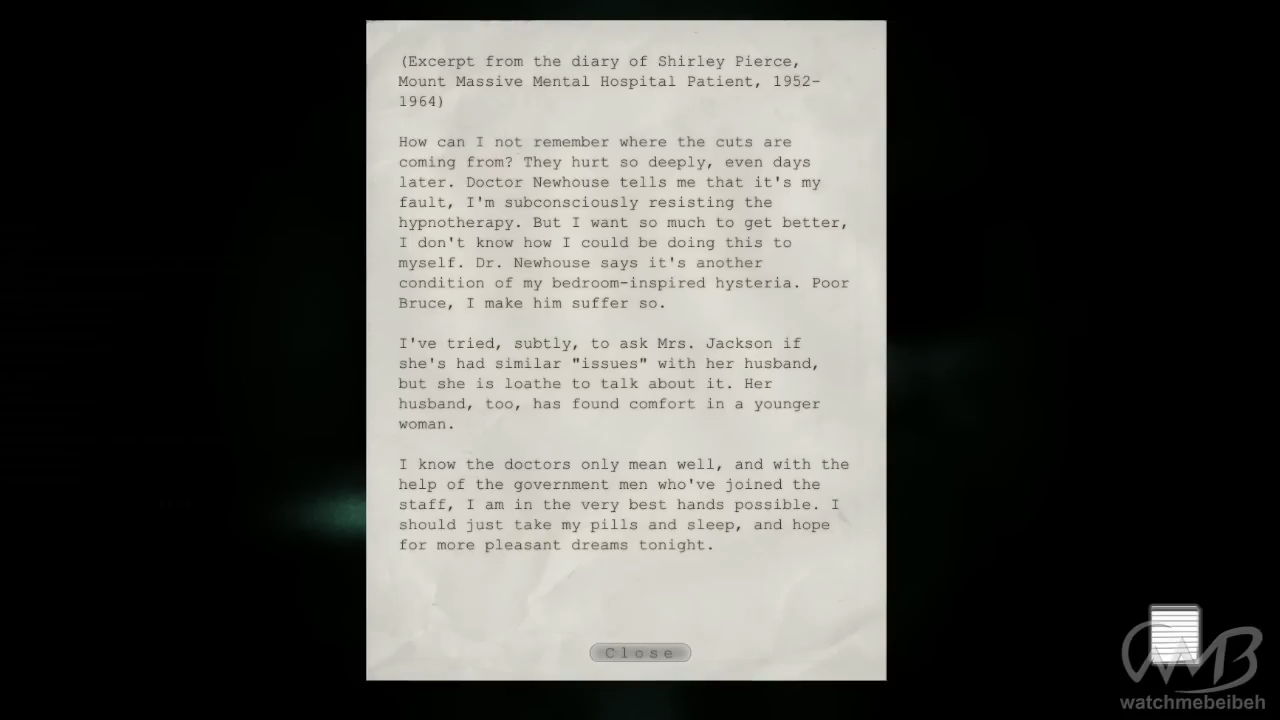 (Excerpt from the diary of Shirley Pierce,
Mount Massive Mental Hospital Patient, 1952-
1964)
How can I not remember where the cuts are
coming from? They hurt so deeply, even days
later. Doctor Newhouse tells me that it's my
fault, I'm subconsciously resisting the
hypnotherapy. But I want so much to get better,
I don't know how I could be doing this to
myself. Dr. Newhouse says it's another
condition of my bedroom-inspired hysteria. Poor
Bruce, I make him suffer so.
I've tried, subtly, to ask Mrs. Jackson if
she's had similar "issues" with her husband,
but she is loathe to talk about it. Her
husband, too, has found comfort in a younger
woman.
I know the doctors only mean well, and with the
help of the government men who've joined the
staff, I am in the very best hands possible. I
should just take my pills and sleep, and hope
for more pleasant dreams tonight.
Close
WMB
watchmebeibeh